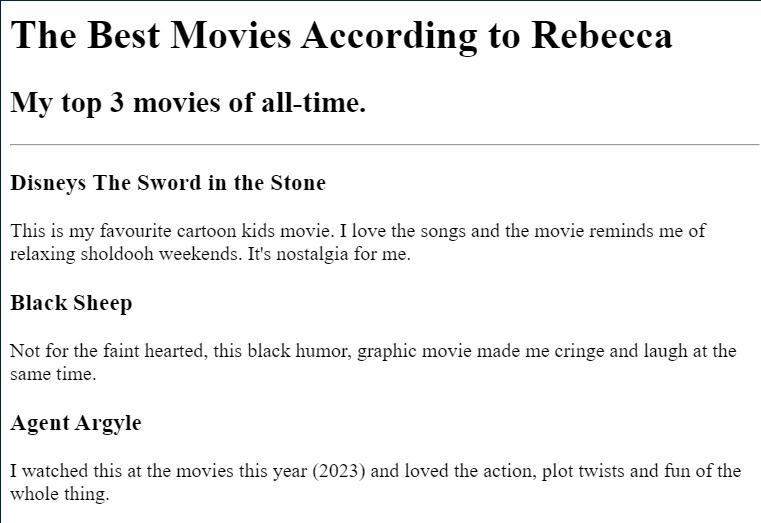 The Best Movies According to Rebecca
My top 3 movies of all-time.
Disneys The Sword in the Stone
This is my favourite cartoon kids movie. I love the songs and the movie reminds me of
relaxing sholdooh weekends. It's nostalgia for me.
Black Sheep
Not for the faint hearted, this black humor, graphic movie made me cringe and laugh at the
same time.
Agent Argyle
I watched this at the movies this year (2023) and loved the action, plot twists and fun of the
whole thing.